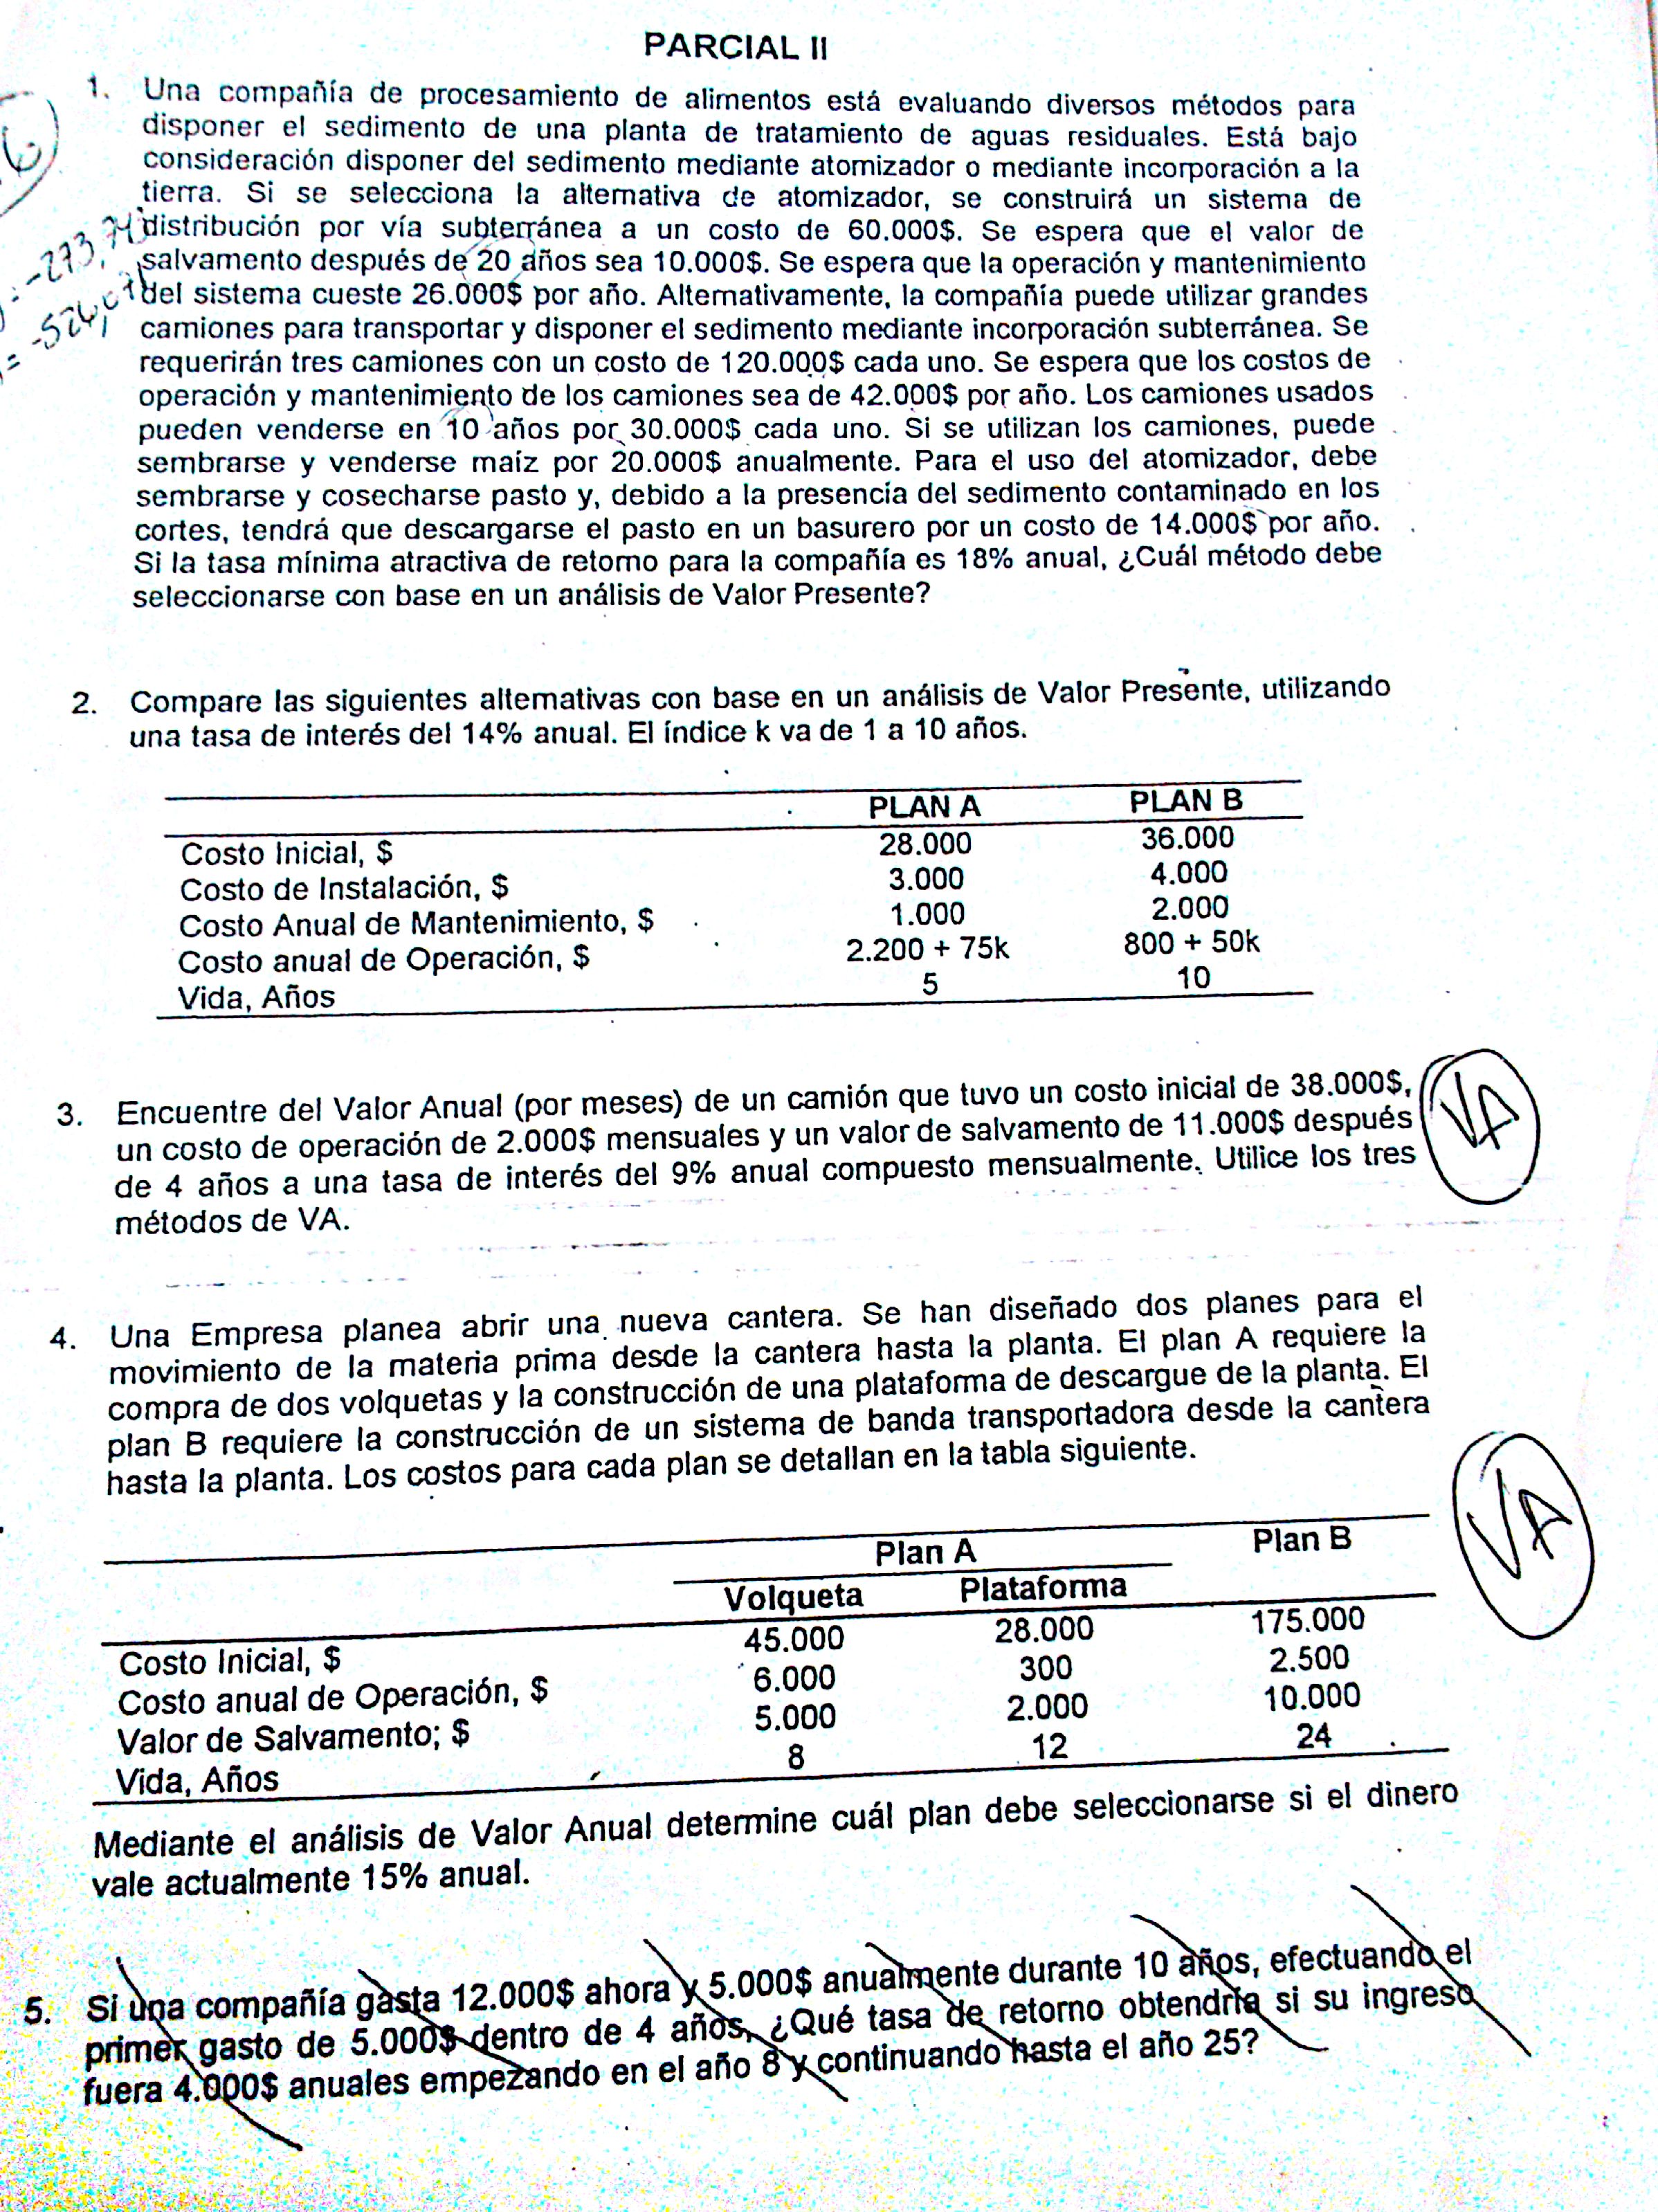 PARCIAL II
1. Una compañía de procesamiento de alimentos está evaluando diversos métodos para
disponer el sedimento de una planta de tratamiento de aguas residuales. Está bajo
consideración disponer del sedimento mediante atomizador o mediante incorporación a la
tierra. Si se selecciona la alternativa de atomizador, se construirá un sistema de
distribución por vía subterránea a un costo de 60.000$. Se espera que el valor de
salvamento después de 20 años sea 10.000$. Se espera que la operación y mantenimiento
del sistema cueste 26.000$ por año. Alternativamente, la compañía puede utilizar grandes
camiones para transportar y disponer el sedimento mediante incorporación subterránea. Se
requerirán tres camiones con un costo de 120.000$ cada uno. Se espera que los costos de
operación y mantenimiento de los camiones sea de 42.000$ por año. Los camiones usados
pueden venderse en 10 años por 30.000$ cada uno. Si se utilizan los camiones, puede
sembrarse y venderse maíz por 20.000$ anualmente. Para el uso del atomizador, debe
sembrarse y cosecharse pasto y, debido a la presencia del sedimento contaminado en los
cortes, tendrá que descargarse el pasto en un basurero por un costo de 14.000$ por año.
Si la tasa mínima atractiva de retorno para la compañía es 18% anual, ¿Cuál método debe
seleccionarse con base en un análisis de Valor Presente?
2. Compare las siguientes alternativas con base en un análisis de Valor Presente, utilizando
una tasa de interés del 14% anual. El índice k va de 1 a 10 años.
PLAN A PLAN B
Costo Inicial, $ 28.000 36.000
Costo de Instalación, $ 3.000 4.000
Costo Anual de Mantenimiento, $ 1.000 2.000
Costo anual de Operación, $ 2.200 + 75k 800 + 50k
Vida, Años 5 10
3. Encuentre del Valor Anual (por meses) de un camión que tuvo un costo inicial de 38.000$,
un costo de operación de 2.000$ mensuales y un valor de salvamento de 11.000$ después
de 4 años a una tasa de interés del 9% anual compuesto mensualmente. Utilice los tres
métodos de VA.
VA
4. Una Empresa planea abrir una nueva cantera. Se han diseñado dos planes para el
movimiento de la materia prima desde la cantera hasta la planta. El plan A requiere la
compra de dos volquetas y la construcción de una plataforma de descargue de la planta. El
plan B requiere la construcción de un sistema de banda transportadora desde la cantera
hasta la planta. Los costos para cada plan se detallan en la tabla siguiente.
VA
Plan A Plan B
Volqueta Plataforma
Costo Inicial, $ 45.000 28.000 175.000
Costo anual de Operación, $ 6.000 300 2.500
Valor de Salvamento; $ 5.000 2.000 10.000
Vida, Años 8 12 24
Mediante el análisis de Valor Anual determine cuál plan debe seleccionarse si el dinero
vale actualmente 15% anual.
5. Si una compañía gasta 12.000$ ahora y 5.000$ anualmente durante 10 años, efectuando el
primer gasto de 5.000$ dentro de 4 años, ¿Qué tasa de retorno obtendría si su ingreso
fuera 4.000$ anuales empezando en el año 8 y continuando hasta el año 25?